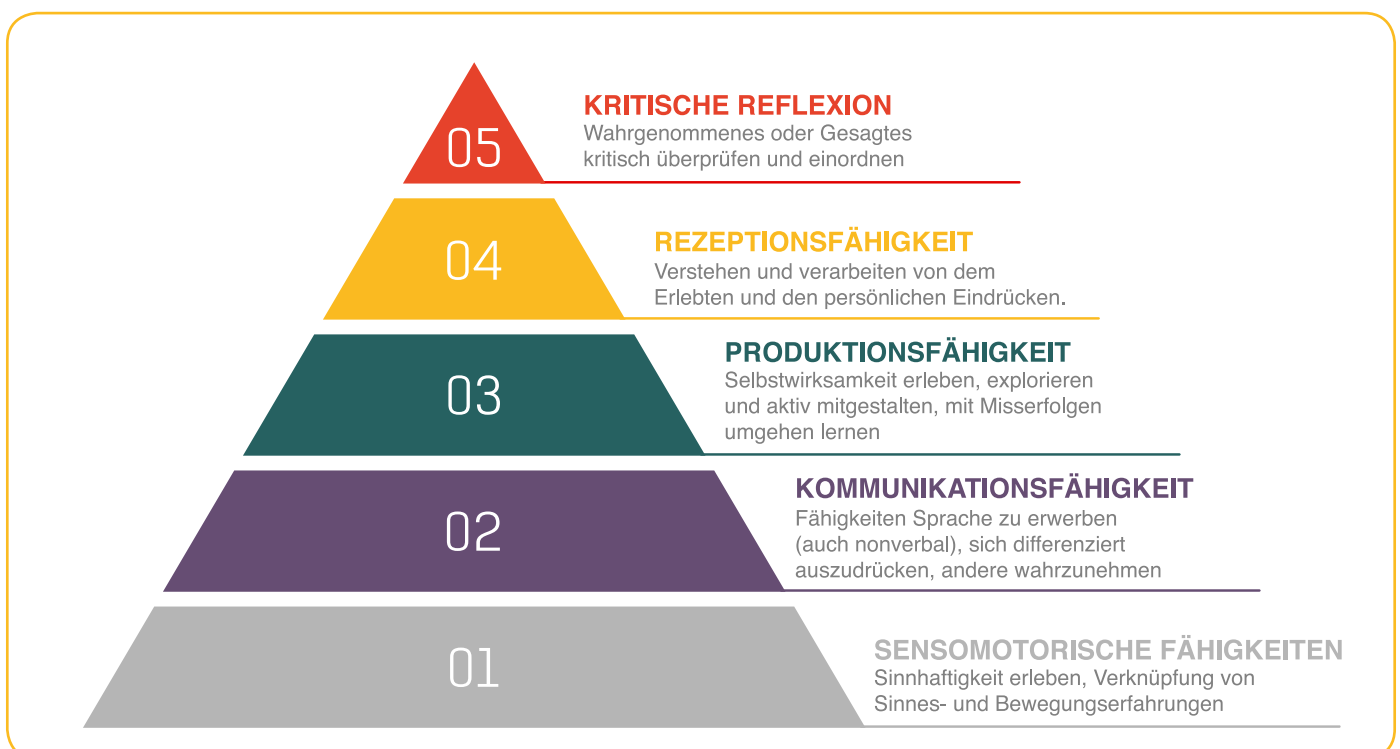 05
KRITISCHE REFLEXION
Wahrgenommenes oder Gesagtes
kritisch überprüfen und einordnen
04
REZEPTIONSFÄHIGKEIT
Verstehen und verarbeiten von dem
Erlebten und den persönlichen Eindrücken.
03
PRODUKTIONSFÄHIGKEIT
Selbstwirksamkeit erleben, explorieren
und aktiv mitgestalten, mit Misserfolgen
umgehen lernen
02
KOMMUNIKATIONSFÄHIGKEIT
Fähigkeiten Sprache zu erwerben
(auch nonverbal), sich differenziert
auszudrücken, andere wahrzunehmen
01
SENSOMOTORISCHE FÄHIGKEITEN
Sinnhaftigkeit erleben, Verknüpfung von
Sinnes- und Bewegungserfahrungen